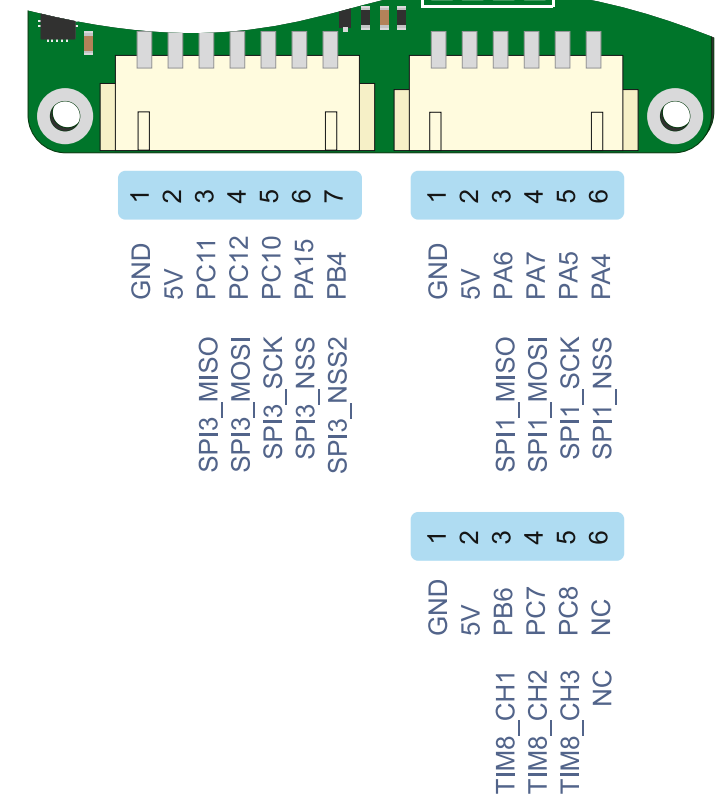 1 2 3 4 5 6 7
GND 5V PC11 PC12 PC10 PA15 PB4
SPI3_MISO SPI3_MOSI SPI3_SCK SPI3_NSS SPI3_NSS2
1 2 3 4 5 6
GND 5V PA6 PA7 PA5 PA4
SPI1_MISO SPI1_MOSI SPI1_SCK SPI1_NSS
1 2 3 4 5 6
GND 5V PB6 PC7 PC8 NC
TIM8_CH1 TIM8_CH2 TIM8_CH3 NC